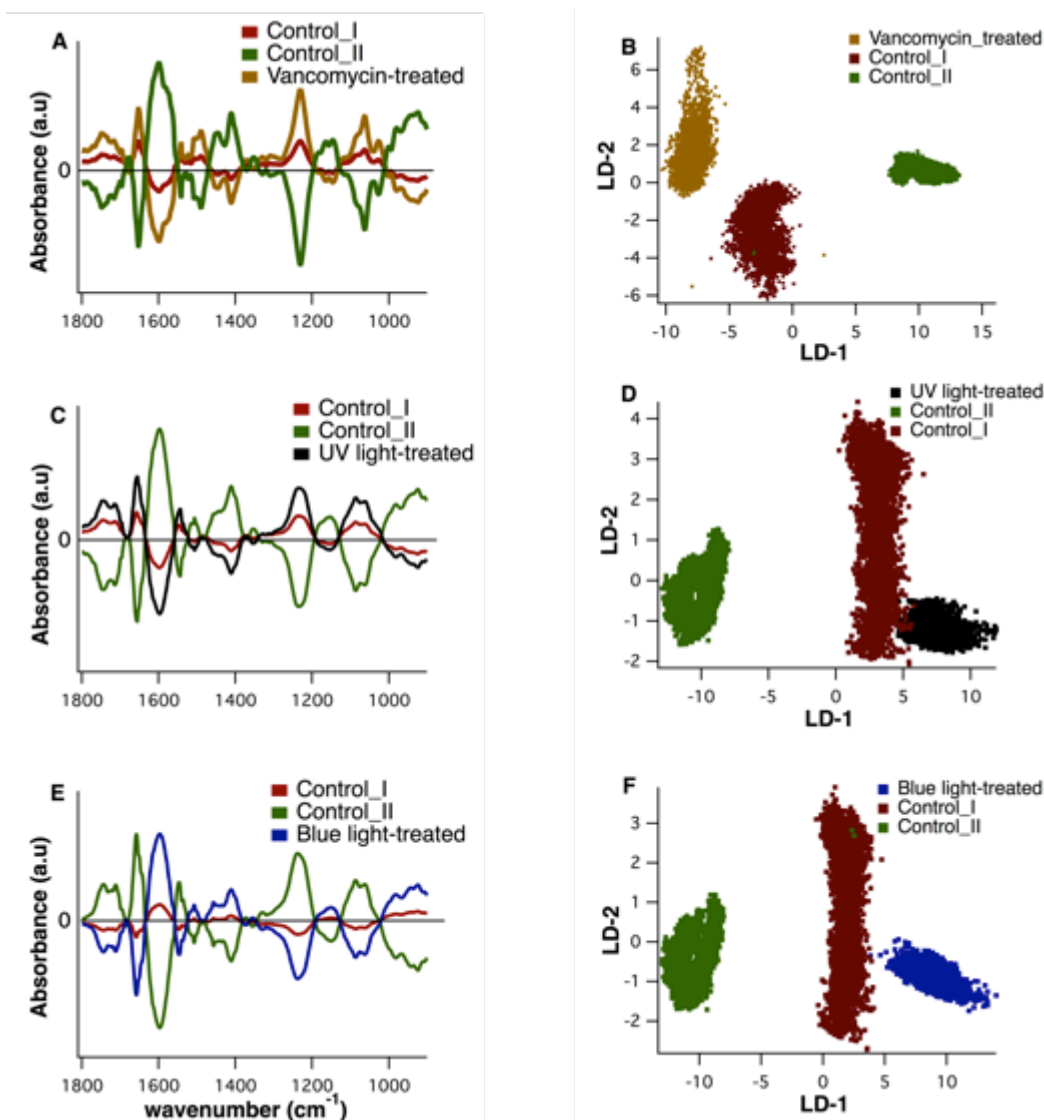 A
Control_I
Control_II
Vancomycin-treated
Absorbance (a.u)
0
1800 1600 1400 1200 1000
B
Vancomycin_treated
Control_I
Control_II
LD-2
6
4
2
0
-2
-4
-6
-10 -5 0 5 10 15
LD-1
C
Control_I
Control_II
UV light-treated
Absorbance (a.u)
0
1800 1600 1400 1200 1000
D
UV light-treated
Control_II
Control_I
LD-2
4
3
2
1
0
-1
-2
-10 -5 0 5 10
LD-1
E
Control_I
Control_II
Blue light-treated
Absorbance (a.u)
0
1800 1600 1400 1200 1000
wavenumber (cm⁻¹)
F
Blue light-treated
Control_I
Control_II
LD-2
3
2
1
0
-1
-2
-10 -5 0 5 10
LD-1